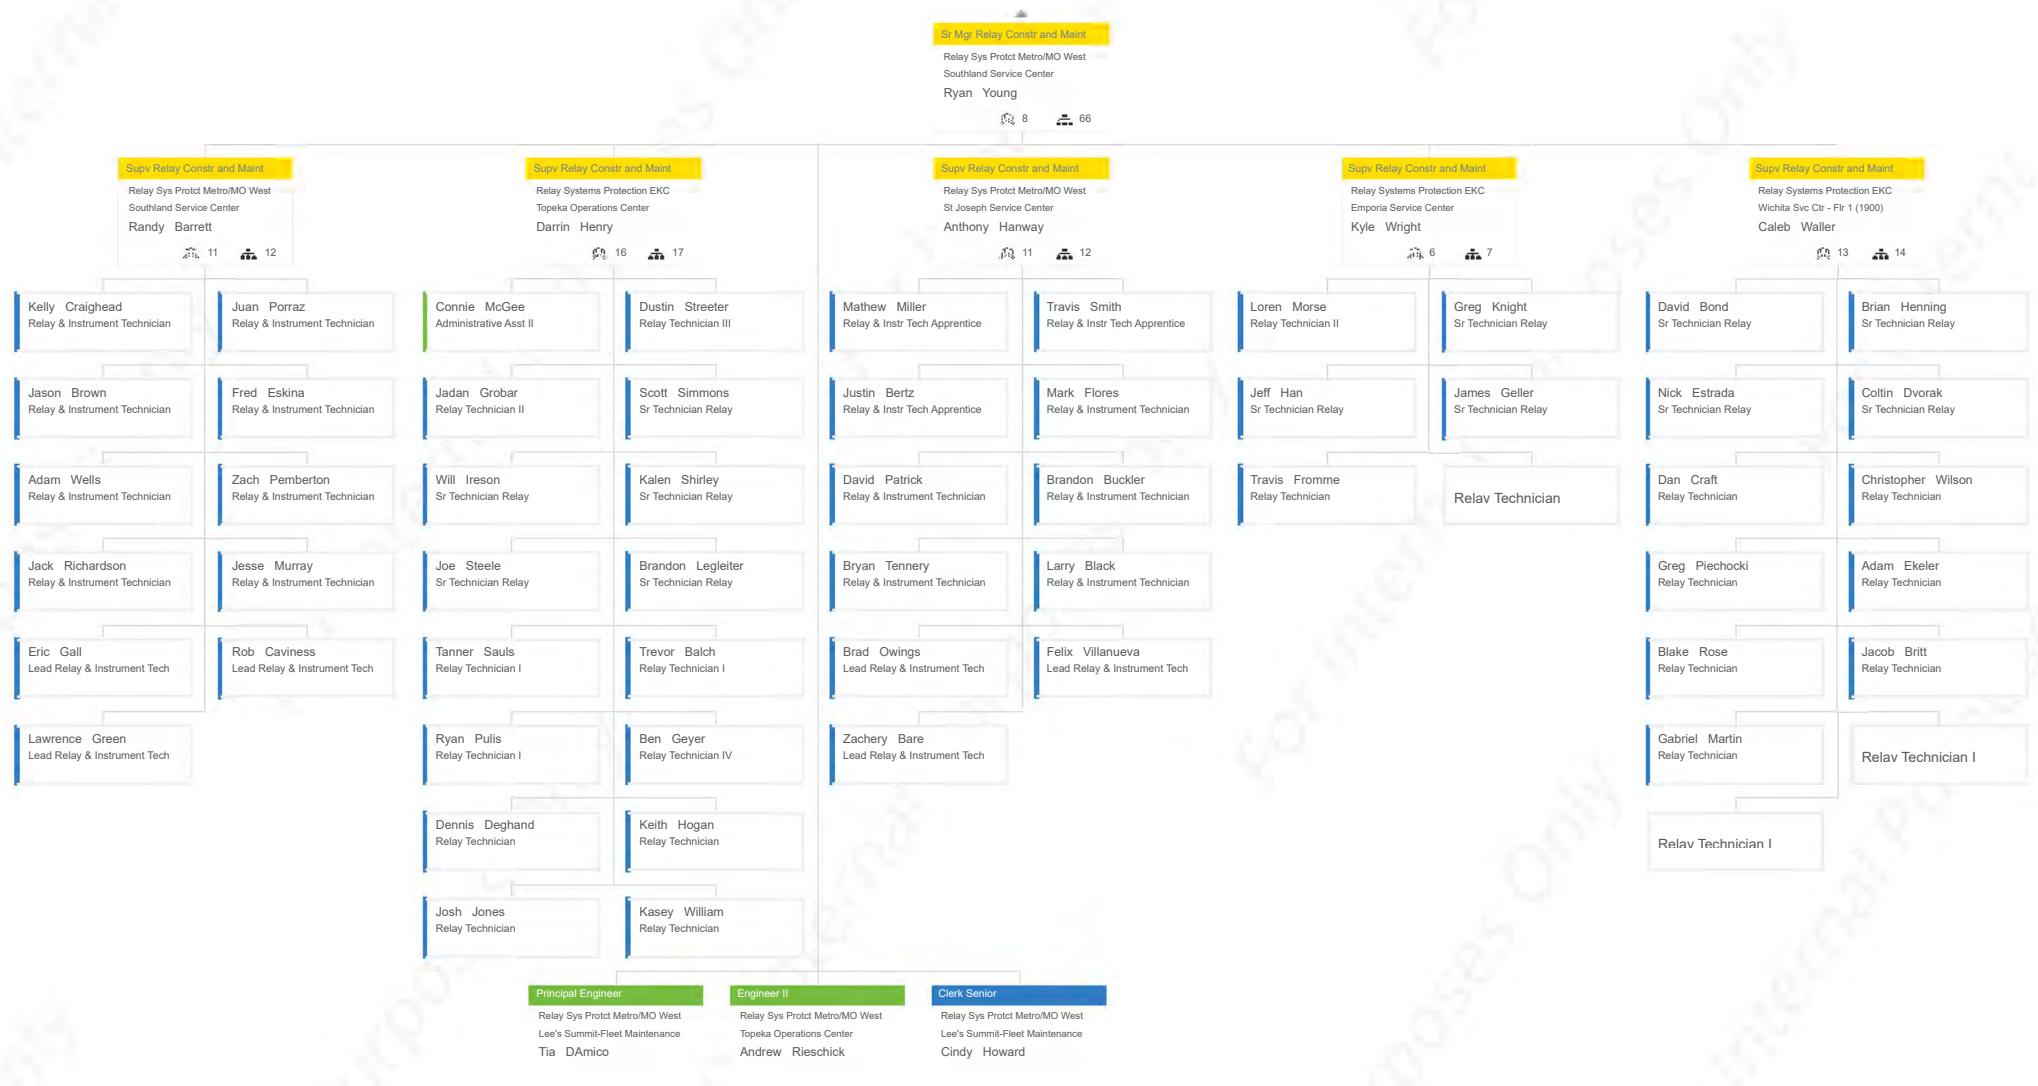 Sr Mgr Relay Constr and Maint
Relay Sys Protct Metro/MO West
Southland Service Center
Ryan Young
8 66
Supv Relay Constr and Maint
Relay Sys Protct Metro/MO West
Southland Service Center
Randy Barrett
11 12
Kelly Craighead
Relay & Instrument Technician
Juan Porraz
Relay & Instrument Technician
Jason Brown
Relay & Instrument Technician
Fred Eskina
Relay & Instrument Technician
Adam Wells
Relay & Instrument Technician
Zach Pemberton
Relay & Instrument Technician
Jack Richardson
Relay & Instrument Technician
Jesse Murray
Relay & Instrument Technician
Eric Gall
Lead Relay & Instrument Tech
Rob Caviness
Lead Relay & Instrument Tech
Lawrence Green
Lead Relay & Instrument Tech
Supv Relay Constr and Maint
Relay Systems Protection EKC
Topeka Operations Center
Darrin Henry
16 17
Connie McGee
Administrative Asst II
Dustin Streeter
Relay Technician III
Jadan Grobar
Relay Technician II
Scott Simmons
Sr Technician Relay
Will Ireson
Sr Technician Relay
Kalen Shirley
Sr Technician Relay
Joe Steele
Sr Technician Relay
Brandon Legleiter
Sr Technician Relay
Tanner Sauls
Relay Technician I
Trevor Balch
Relay Technician I
Ryan Pulis
Relay Technician I
Ben Geyer
Relay Technician IV
Dennis Deghand
Relay Technician
Keith Hogan
Relay Technician
Josh Jones
Relay Technician
Kasey William
Relay Technician
Supv Relay Constr and Maint
Relay Sys Protct Metro/MO West
St Joseph Service Center
Anthony Hanway
11 12
Mathew Miller
Relay & Instr Tech Apprentice
Travis Smith
Relay & Instr Tech Apprentice
Justin Bertz
Relay & Instr Tech Apprentice
Mark Flores
Relay & Instrument Technician
David Patrick
Relay & Instrument Technician
Brandon Buckler
Relay & Instrument Technician
Bryan Tennery
Relay & Instrument Technician
Larry Black
Relay & Instrument Technician
Brad Owings
Lead Relay & Instrument Tech
Felix Villanueva
Lead Relay & Instrument Tech
Zachery Bare
Lead Relay & Instrument Tech
Supv Relay Constr and Maint
Relay Systems Protection EKC
Emporia Service Center
Kyle Wright
6 7
Loren Morse
Relay Technician II
Greg Knight
Sr Technician Relay
Jeff Han
Sr Technician Relay
James Geller
Sr Technician Relay
Travis Fromme
Relay Technician
Relay Technician
Supv Relay Constr and Maint
Relay Systems Protection EKC
Wichita Svc Ctr - Flr 1 (1900)
Caleb Waller
13 14
David Bond
Sr Technician Relay
Brian Henning
Sr Technician Relay
Nick Estrada
Sr Technician Relay
Coltin Dvorak
Sr Technician Relay
Dan Craft
Relay Technician
Christopher Wilson
Relay Technician
Greg Piechocki
Relay Technician
Adam Ekeler
Relay Technician
Blake Rose
Relay Technician
Jacob Britt
Relay Technician
Gabriel Martin
Relay Technician
Relay Technician I
Relay Technician I
Principal Engineer
Relay Sys Protct Metro/MO West
Lee's Summit-Fleet Maintenance
Tia DAmico
Engineer II
Relay Sys Protct Metro/MO West
Topeka Operations Center
Andrew Rieschick
Clerk Senior
Relay Sys Protct Metro/MO West
Lee's Summit-Fleet Maintenance
Cindy Howard